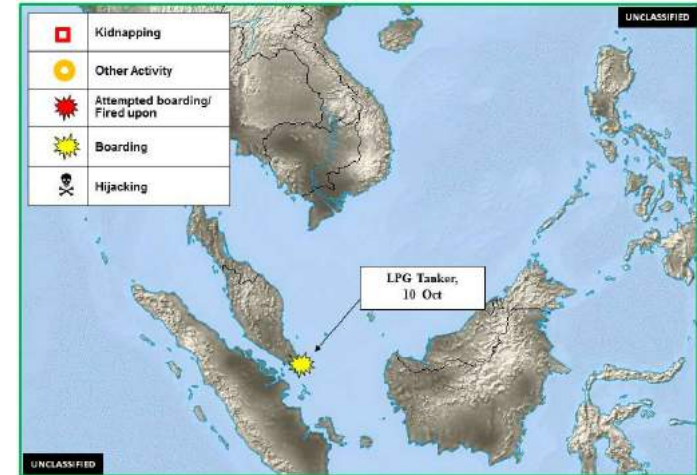 UNCLASSIFIED
Kidnapping
Other Activity
Attempted boarding/
Fired upon
Boarding
Hijacking
LPG Tanker,
10 Oct
UNCLASSIFIED